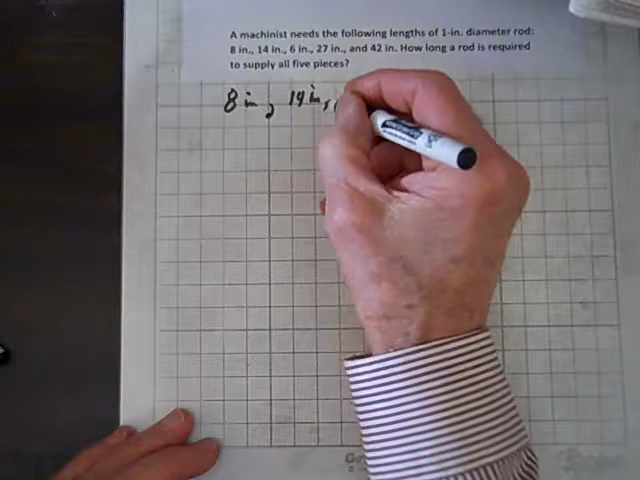 A machinist needs the following lengths of 1-in. diameter rod:
8 in., 14 in., 6 in., 27 in., and 42 in. How long a rod is required
to supply all five pieces?
8 in, 14 in,